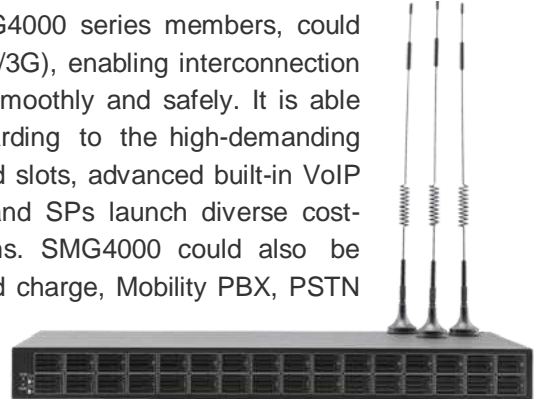 G4000 series members, could
/3G), enabling interconnection
moothly and safely. It is able
arding to the high-demanding
d slots, advanced built-in VoIP
and SPs launch diverse cost-
ns. SMG4000 could also be
d charge, Mobility PBX, PSTN